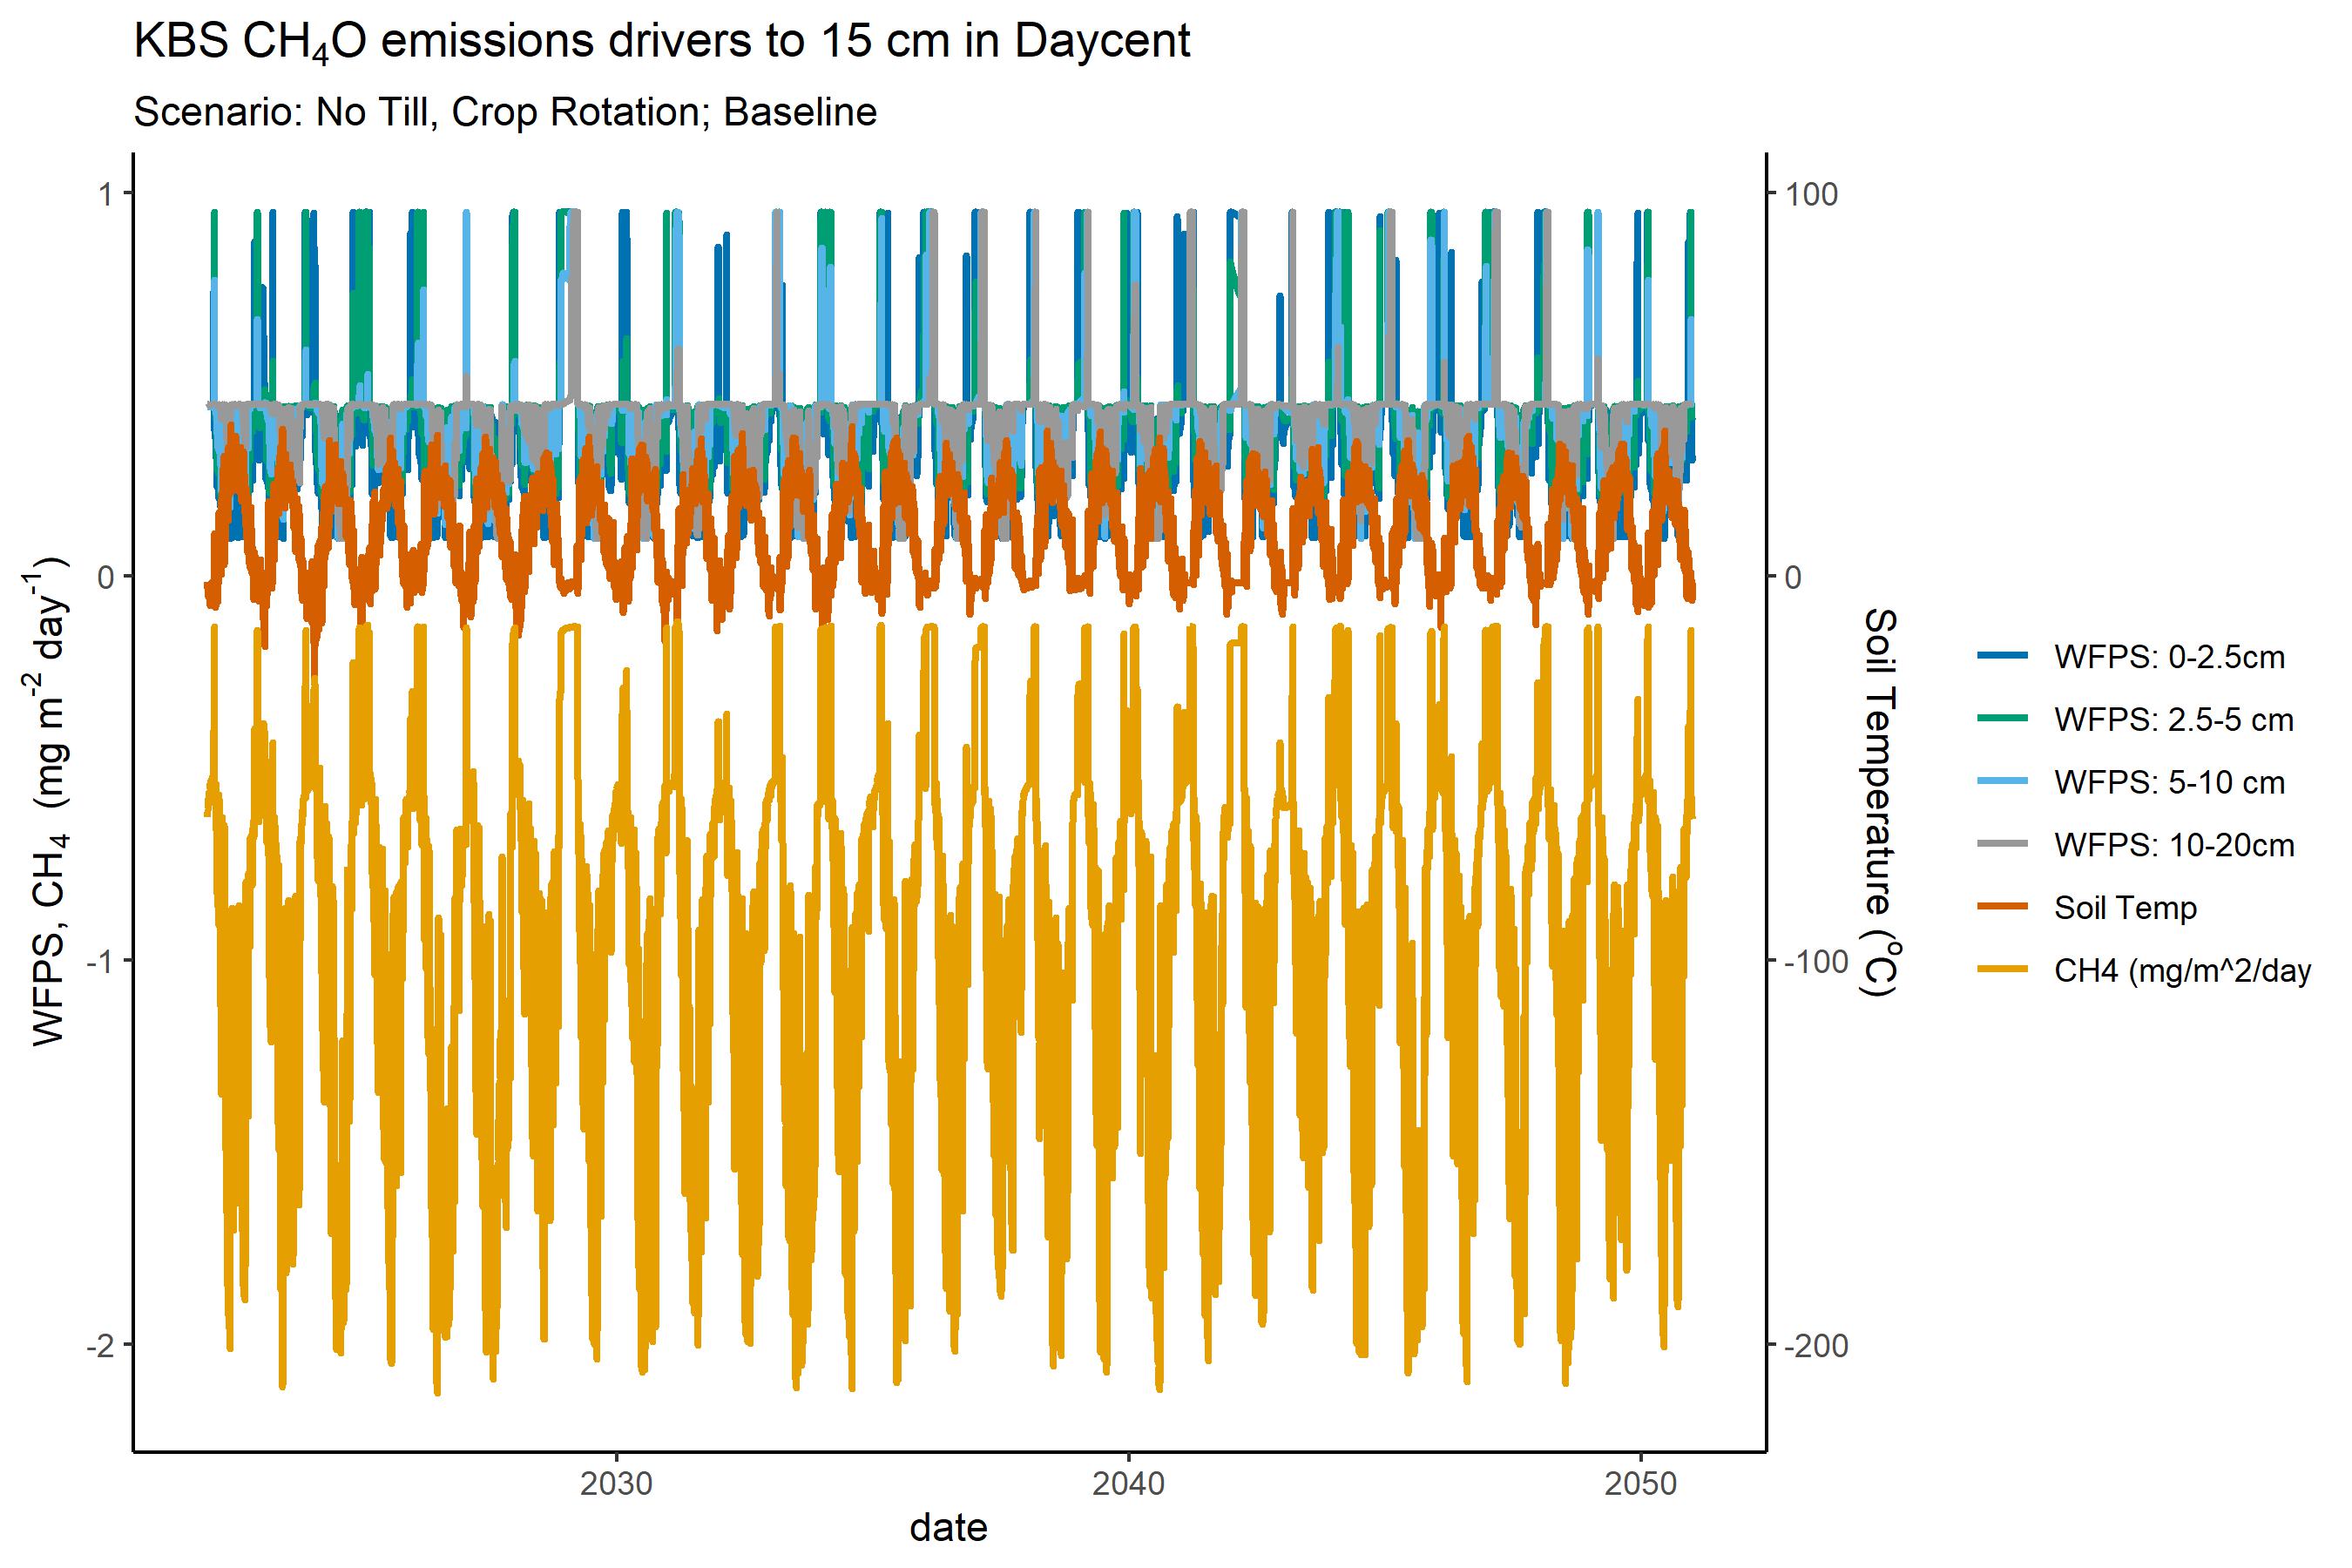 KBS CH₄O emissions drivers to 15 cm in Daycent
Scenario: No Till, Crop Rotation; Baseline
WFPS, CH₄ (mg m⁻² day⁻¹)
1
0
-1
-2
100
0
-100
-200
Soil Temperature (°C)
2030
2040
2050
date
WFPS: 0-2.5cm
WFPS: 2.5-5 cm
WFPS: 5-10 cm
WFPS: 10-20cm
Soil Temp
CH4 (mg/m^2/day